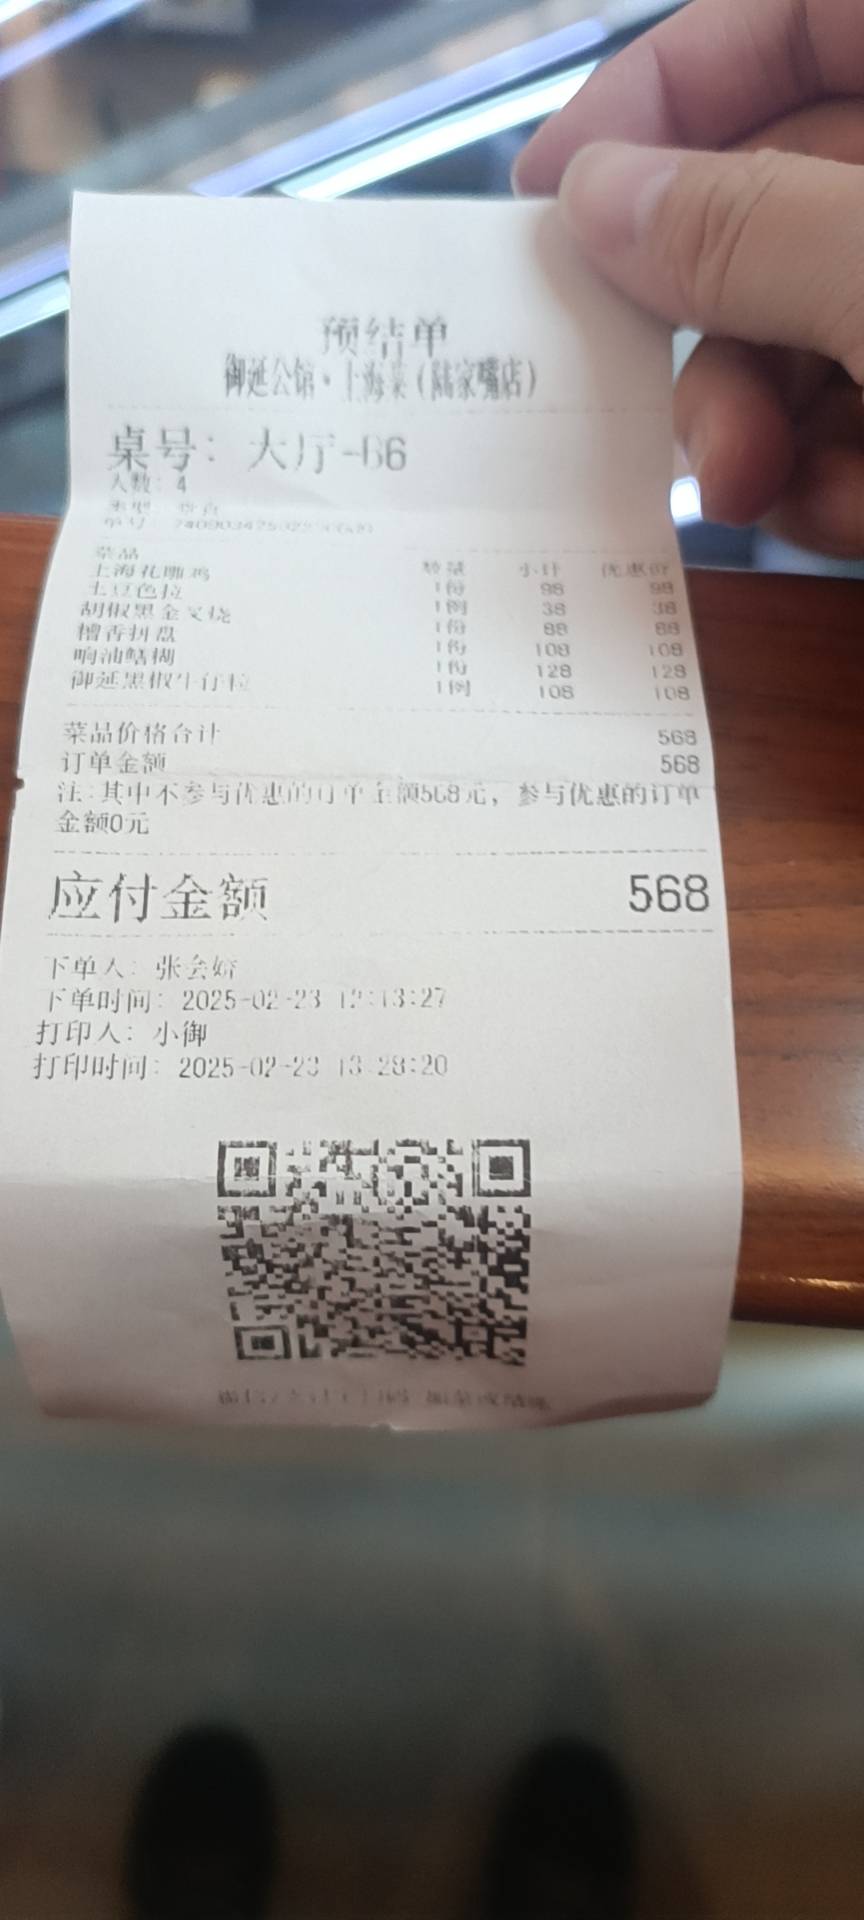 预结单
御延公馆·上海菜(陆家嘴店)
桌号: 大厅-B6
人数: 4
类型:
单号:
菜品 数量 小计 优惠价
上海花雕鸡 1份 98 98
土豆色拉 1例 38 38
胡椒黑金叉烧 1份 88 88
糟香拼盘 1份 108 108
响油鳝糊 1份 128 128
御延黑椒牛仔粒 1例 108 108
菜品价格合计 568
订单金额 568
注:其中不参与优惠的订单金额568元,参与优惠的订单
金额0元
应付金额 568
下单人: 张会娇
下单时间: 2025-02-23 12:13:27
打印人: 小御
打印时间: 2025-02-23 13:28:20